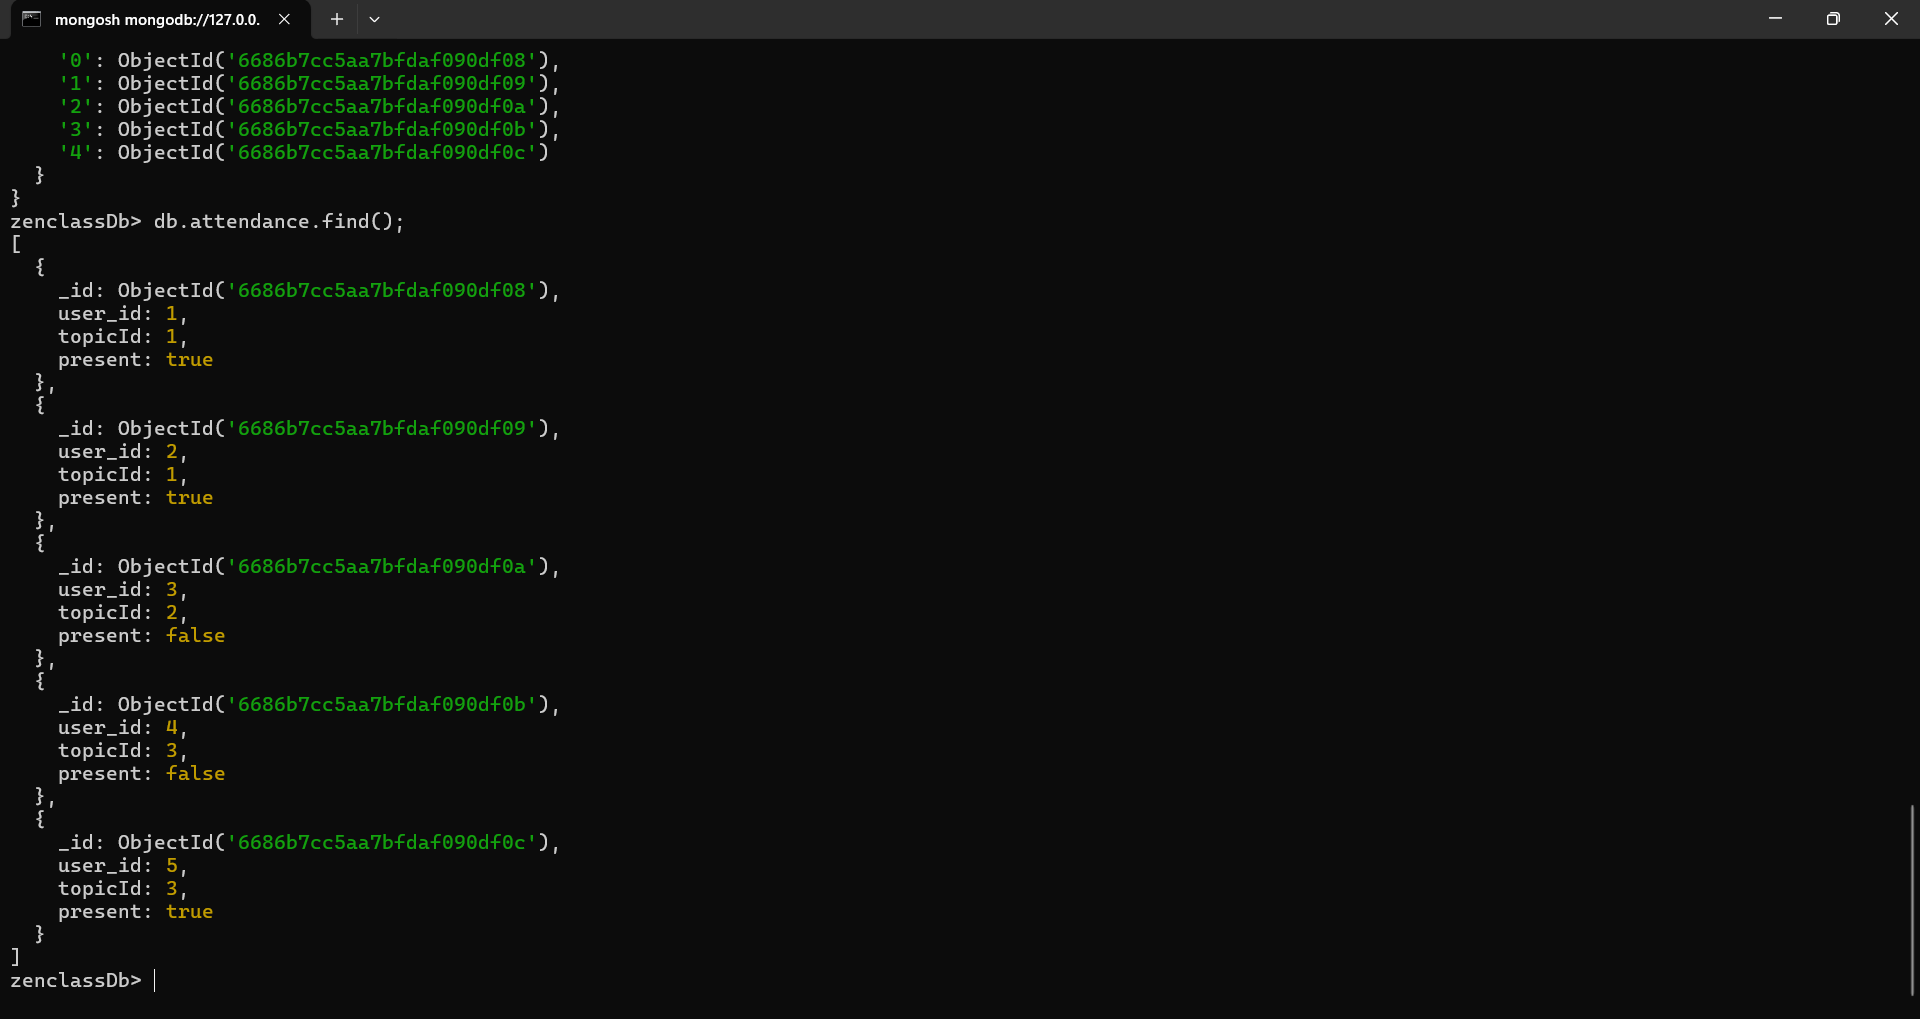 mongosh mongodb://127.0.0.
'0': ObjectId('6686b7cc5aa7bfdaf090df08'),
'1': ObjectId('6686b7cc5aa7bfdaf090df09'),
'2': ObjectId('6686b7cc5aa7bfdaf090df0a'),
'3': ObjectId('6686b7cc5aa7bfdaf090df0b'),
'4': ObjectId('6686b7cc5aa7bfdaf090df0c')
}
}
zenclassDb> db.attendance.find();
[
{
_id: ObjectId('6686b7cc5aa7bfdaf090df08'),
user_id: 1,
topicId: 1,
present: true
},
{
_id: ObjectId('6686b7cc5aa7bfdaf090df09'),
user_id: 2,
topicId: 1,
present: true
},
{
_id: ObjectId('6686b7cc5aa7bfdaf090df0a'),
user_id: 3,
topicId: 2,
present: false
},
{
_id: ObjectId('6686b7cc5aa7bfdaf090df0b'),
user_id: 4,
topicId: 3,
present: false
},
{
_id: ObjectId('6686b7cc5aa7bfdaf090df0c'),
user_id: 5,
topicId: 3,
present: true
}
]
zenclassDb>